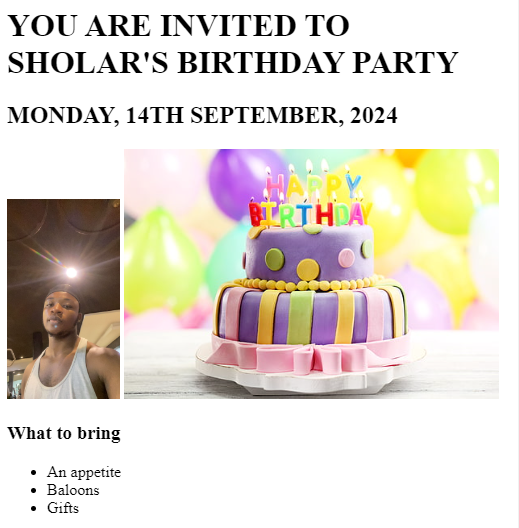 YOU ARE INVITED TO
SHOLAR'S BIRTHDAY PARTY
MONDAY, 14TH SEPTEMBER, 2024
HAPPY
BIRTHDAY
What to bring
An appetite
Baloons
Gifts